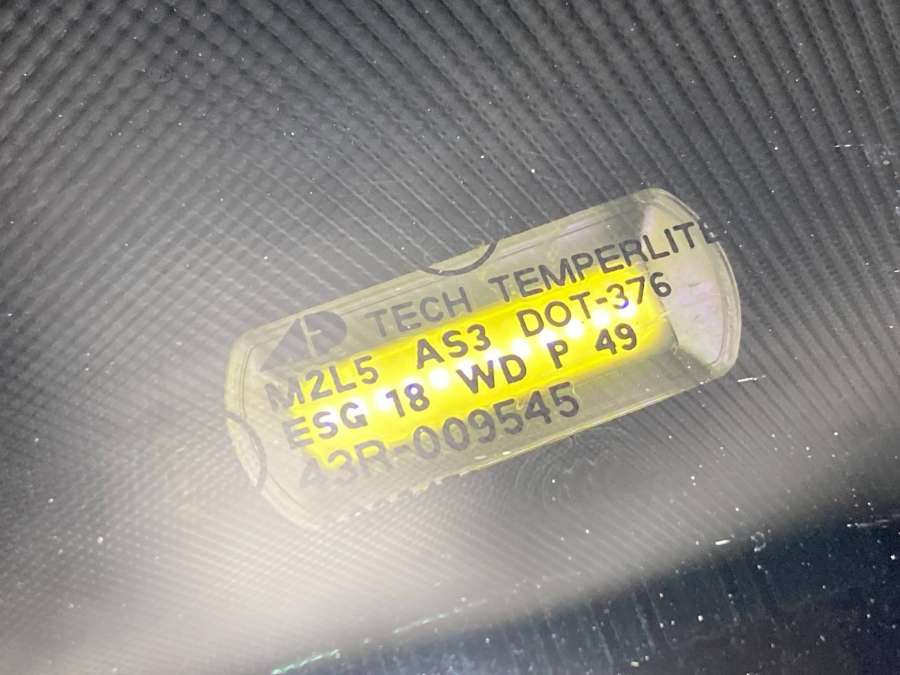 TECH TEMPERLITE
M2L5 AS3 DOT-376
ESG 18 WD P 49
43R-009545